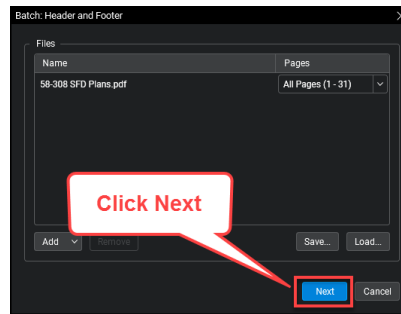 Batch: Header and Footer
Files
Name Pages
58-308 SFD Plans.pdf All Pages (1 - 31)
Click Next
Add Remove Save... Load...
Next Cancel